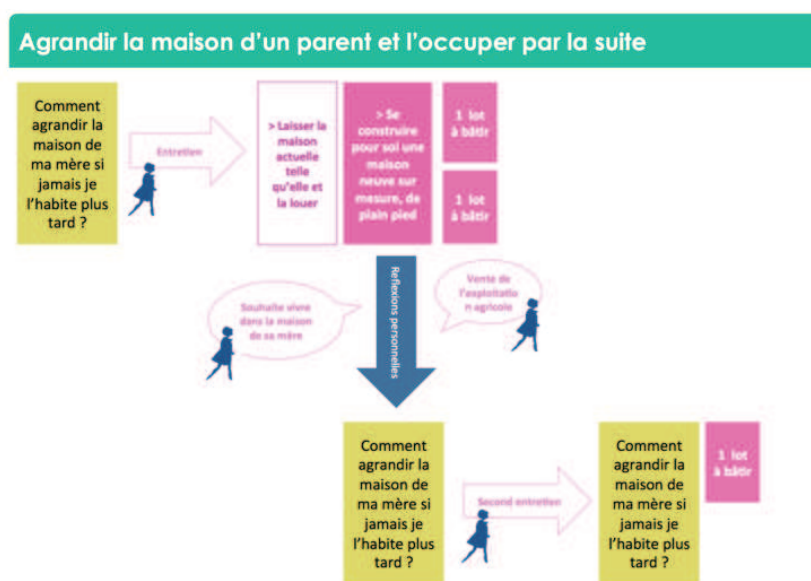 Agrandir la maison d'un parent et l'occuper par la suite
Comment
agrandir la
maison de
ma mère si
jamais je
l'habite plus
tard ?
Entretien
> Laisser la
maison
actuelle
telle
qu'elle et
la louer
> Se
construire
pour soi une
maison
neuve sur
mesure, de
plain pied
1 lot
à bâtir
1 lot
à bâtir
Reflexions personnelles
Souhaite vivre
dans la maison
de sa mère
Vente de
l'exploitatio
n agricole
Comment
agrandir la
maison de
ma mère si
jamais je
l'habite plus
tard ?
Second entretien
Comment
agrandir la
maison de
ma mère si
jamais je
l'habite plus
tard ?
1 lot
à bâtir